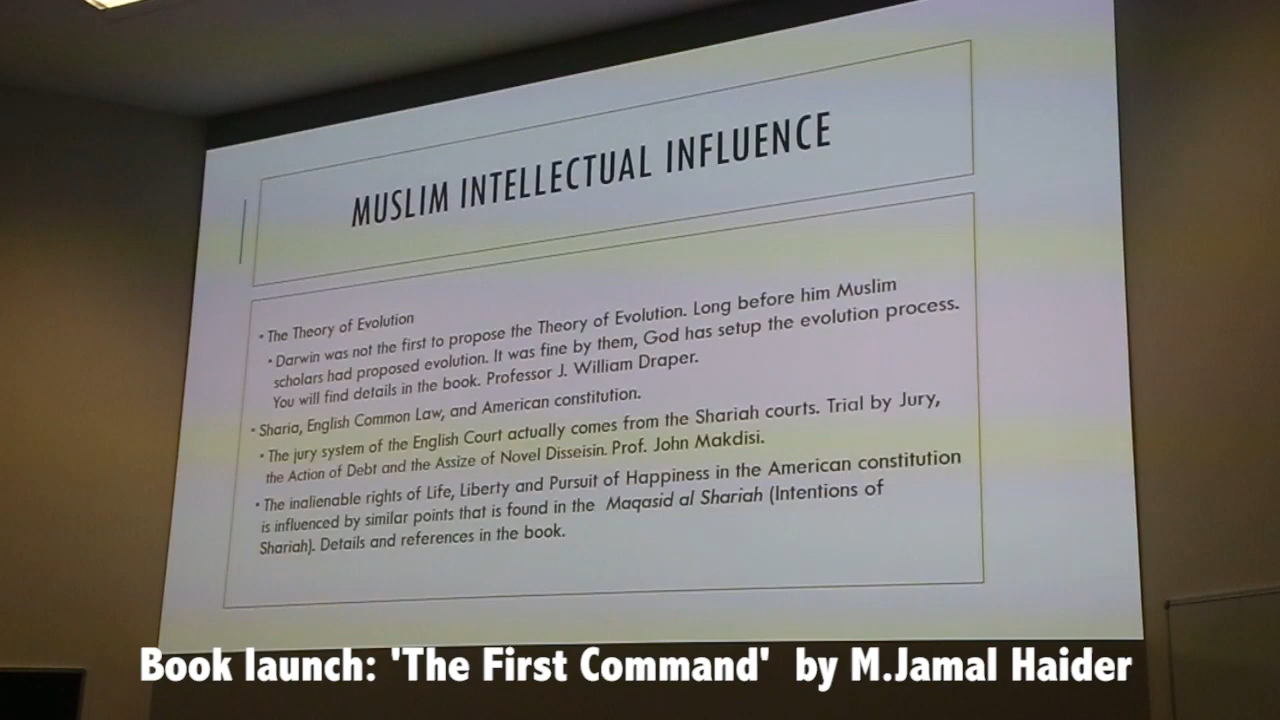 MUSLIM INTELLECTUAL INFLUENCE
• The Theory of Evolution
• Darwin was not the first to propose the Theory of Evolution. Long before him Muslim
scholars had proposed evolution. It was fine by them, God has setup the evolution process.
You will find details in the book. Professor J. William Draper.
• Sharia, English Common Law, and American constitution.
• The jury system of the English Court actually comes from the Shariah courts. Trial by Jury,
the Action of Debt and the Assize of Novel Disseisin. Prof. John Makdisi.
• The inalienable rights of Life, Liberty and Pursuit of Happiness in the American constitution
is influenced by similar points that is found in the Maqasid al Shariah (Intentions of
Shariah). Details and references in the book.
Book launch: 'The First Command' by M.Jamal Haider